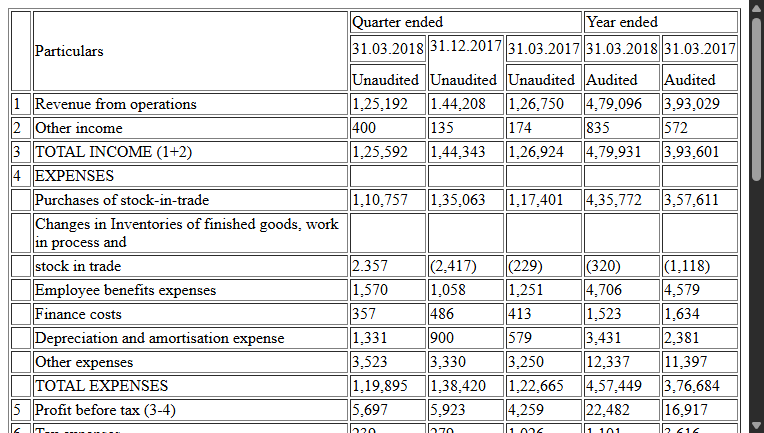 Particulars Quarter ended Year ended
31.03.2018 31.12.2017 31.03.2017 31.03.2018 31.03.2017
Unaudited Unaudited Unaudited Audited Audited
1 Revenue from operations 1,25,192 1.44,208 1,26,750 4,79,096 3,93,029
2 Other income 400 135 174 835 572
3 TOTAL INCOME (1+2) 1,25,592 1,44,343 1,26,924 4,79,931 3,93,601
4 EXPENSES
Purchases of stock-in-trade 1,10,757 1,35,063 1,17,401 4,35,772 3,57,611
Changes in Inventories of finished goods, work
in process and
stock in trade 2.357 (2,417) (229) (320) (1,118)
Employee benefits expenses 1,570 1,058 1,251 4,706 4,579
Finance costs 357 486 413 1,523 1,634
Depreciation and amortisation expense 1,331 900 579 3,431 2,381
Other expenses 3,523 3,330 3,250 12,337 11,397
TOTAL EXPENSES 1,19,895 1,38,420 1,22,665 4,57,449 3,76,684
5 Profit before tax (3-4) 5,697 5,923 4,259 22,482 16,917